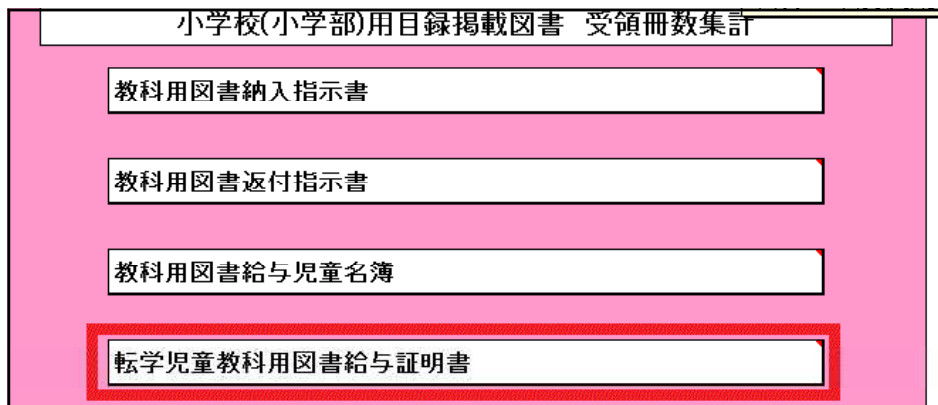 小学校(小学部)用目録掲載図書 受領冊数集計
教科用図書納入指示書
教科用図書返付指示書
教科用図書給与児童名簿
転学児童教科用図書給与証明書